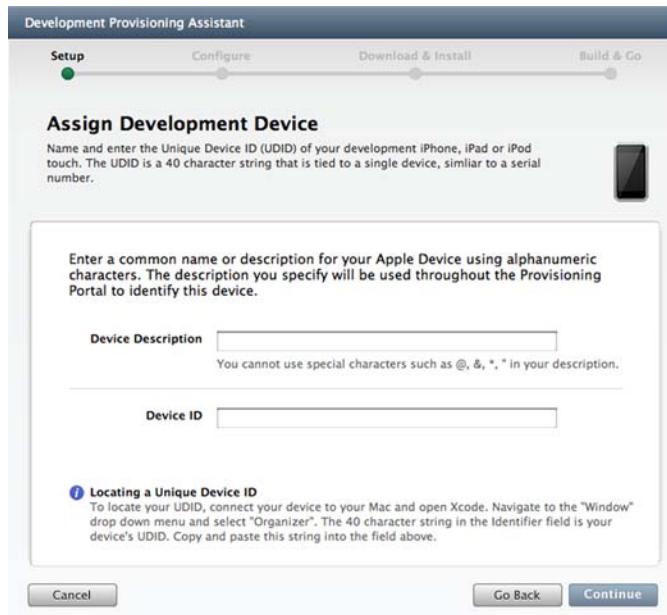 Development Provisioning Assistant
Setup Configure Download & Install Build & Go
Assign Development Device
Name and enter the Unique Device ID (UDID) of your development iPhone, iPad or iPod
touch. The UDID is a 40 character string that is tied to a single device, simliar to a serial
number.
Enter a common name or description for your Apple Device using alphanumeric
characters. The description you specify will be used throughout the Provisioning
Portal to identify this device.
Device Description
You cannot use special characters such as @, &, *, " in your description.
Device ID
Locating a Unique Device ID
To locate your UDID, connect your device to your Mac and open Xcode. Navigate to the "Window"
drop down menu and select "Organizer". The 40 character string in the Identifier field is your
device's UDID. Copy and paste this string into the field above.
Cancel Go Back Continue